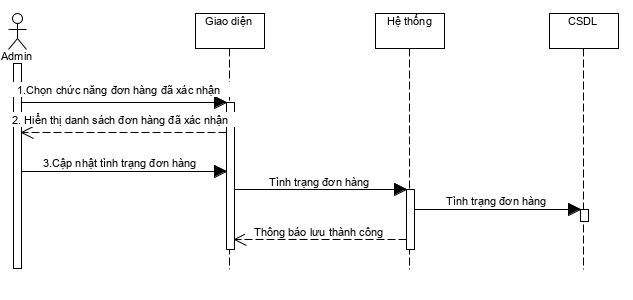 Giao diện
Hệ thống
CSDL
Admin
1.Chọn chức năng đơn hàng đã xác nhận
2. Hiển thị danh sách đơn hàng đã xác nhận
3.Cập nhật tình trạng đơn hàng
Tình trạng đơn hàng
Tình trạng đơn hàng
Thông báo lưu thành công